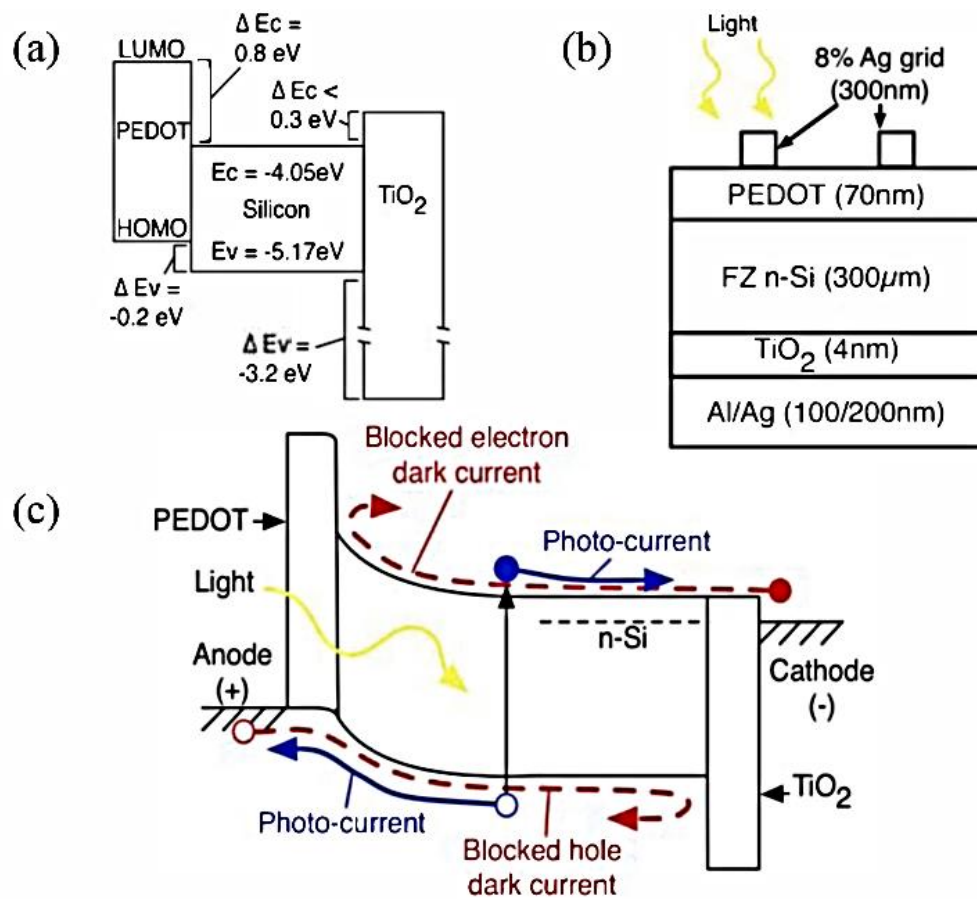 (a)
LUMO
Δ Ec =
0.8 eV
Δ Ec <
0.3 eV
PEDOT
Ec = -4.05eV
Silicon
TiO2
HOMO
Ev = -5.17eV
Δ Ev =
-0.2 eV
Δ Ev =
-3.2 eV
(b)
Light
8% Ag grid
(300nm)
PEDOT (70nm)
FZ n-Si (300μm)
TiO2 (4nm)
Al/Ag (100/200nm)
(c)
Blocked electron
dark current
PEDOT
Photo-current
Light
n-Si
Anode
(+)
Cathode
(-)
TiO2
Photo-current
Blocked hole
dark current